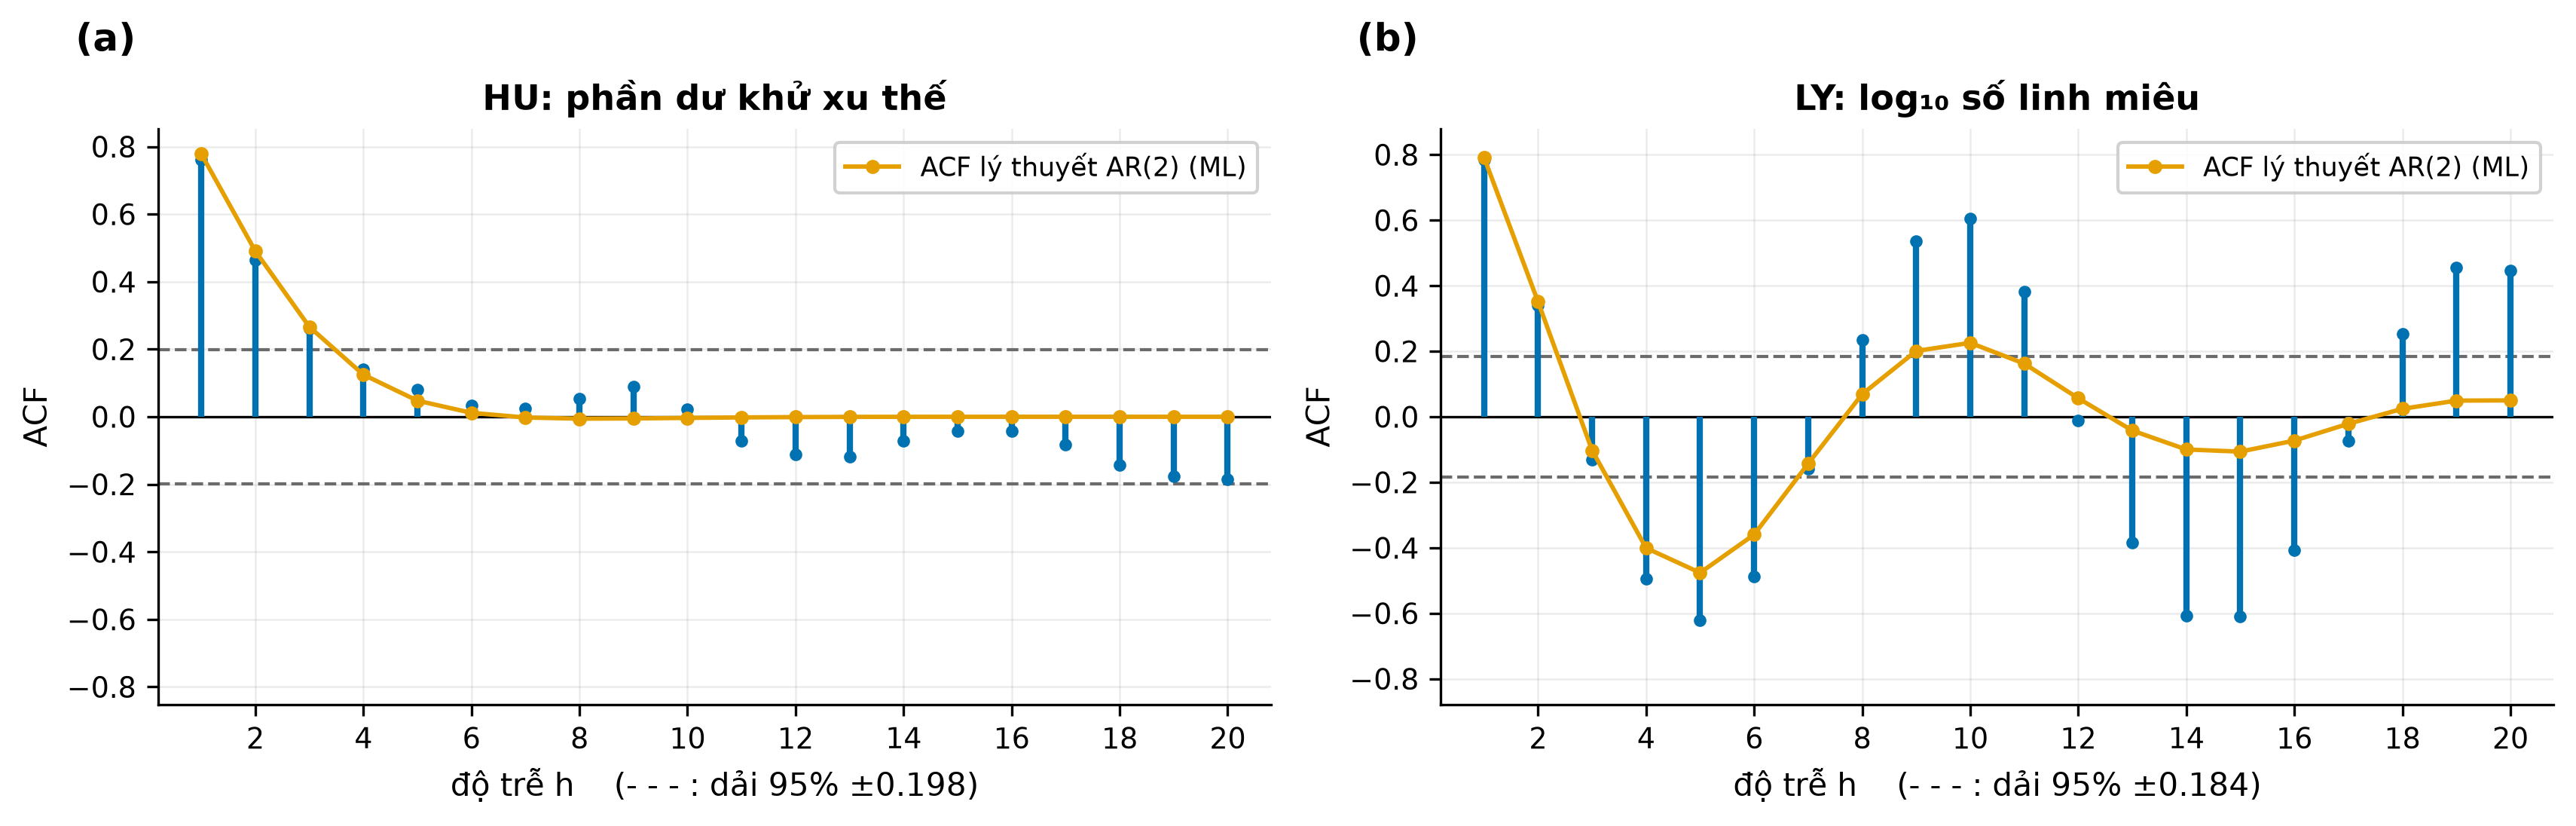 (a)
HU: phần dư khử xu thế
ACF lý thuyết AR(2) (ML)
0.8
0.6
0.4
0.2
0.0
−0.2
−0.4
−0.6
−0.8
ACF
2 4 6 8 10 12 14 16 18 20
độ trễ h (- - - : dải 95% ±0.198)
(b)
LY: log₁₀ số linh miêu
ACF lý thuyết AR(2) (ML)
0.8
0.6
0.4
0.2
0.0
−0.2
−0.4
−0.6
−0.8
ACF
2 4 6 8 10 12 14 16 18 20
độ trễ h (- - - : dải 95% ±0.184)